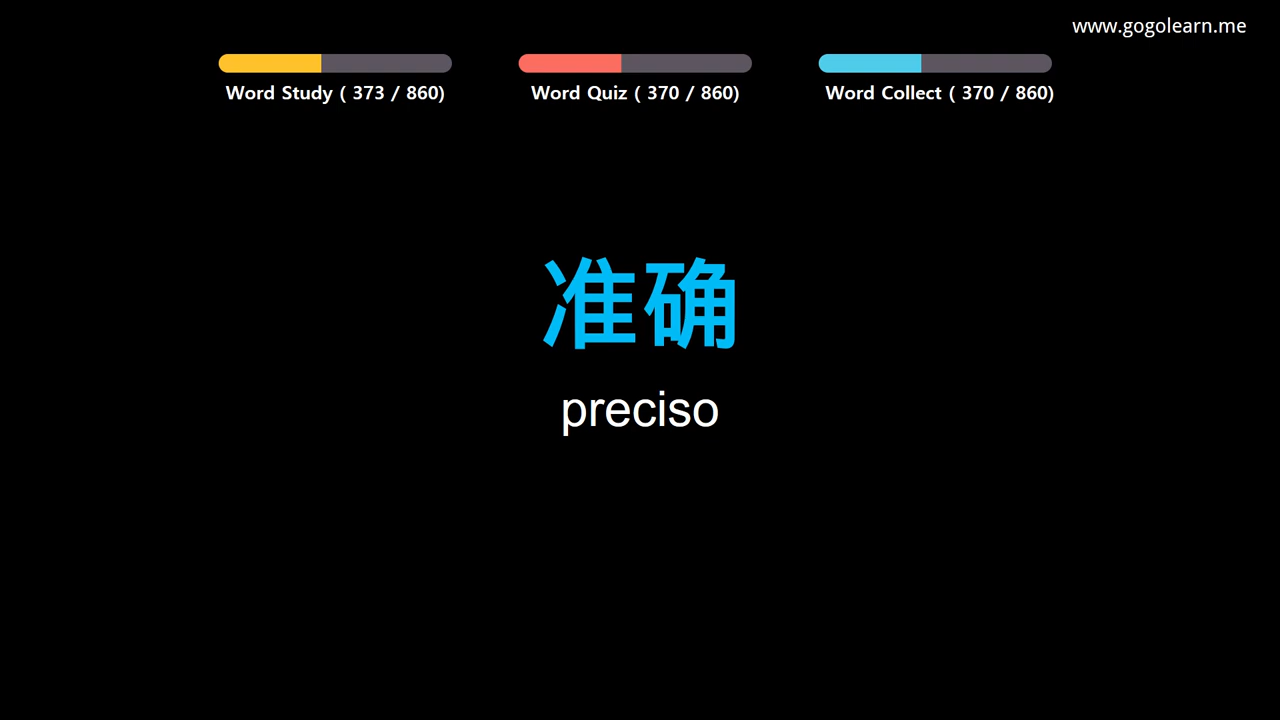 www.gogolearn.me
Word Study ( 373 / 860)
Word Quiz ( 370 / 860)
Word Collect ( 370 / 860)
准确
preciso